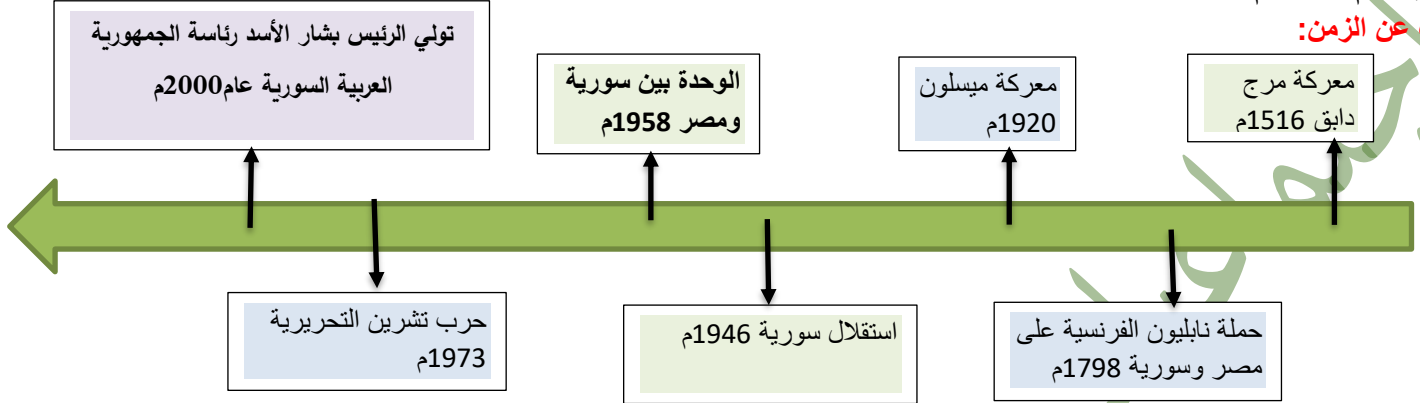 عن الزمن:
معركة مرج
دابق 1516م
معركة ميسلون
1920م
الوحدة بين سورية
ومصر 1958م
تولي الرئيس بشار الأسد رئاسة الجمهورية
العربية السورية عام2000م
حملة نابليون الفرنسية على
مصر وسورية 1798م
استقلال سورية 1946م
حرب تشرين التحريرية
1973م